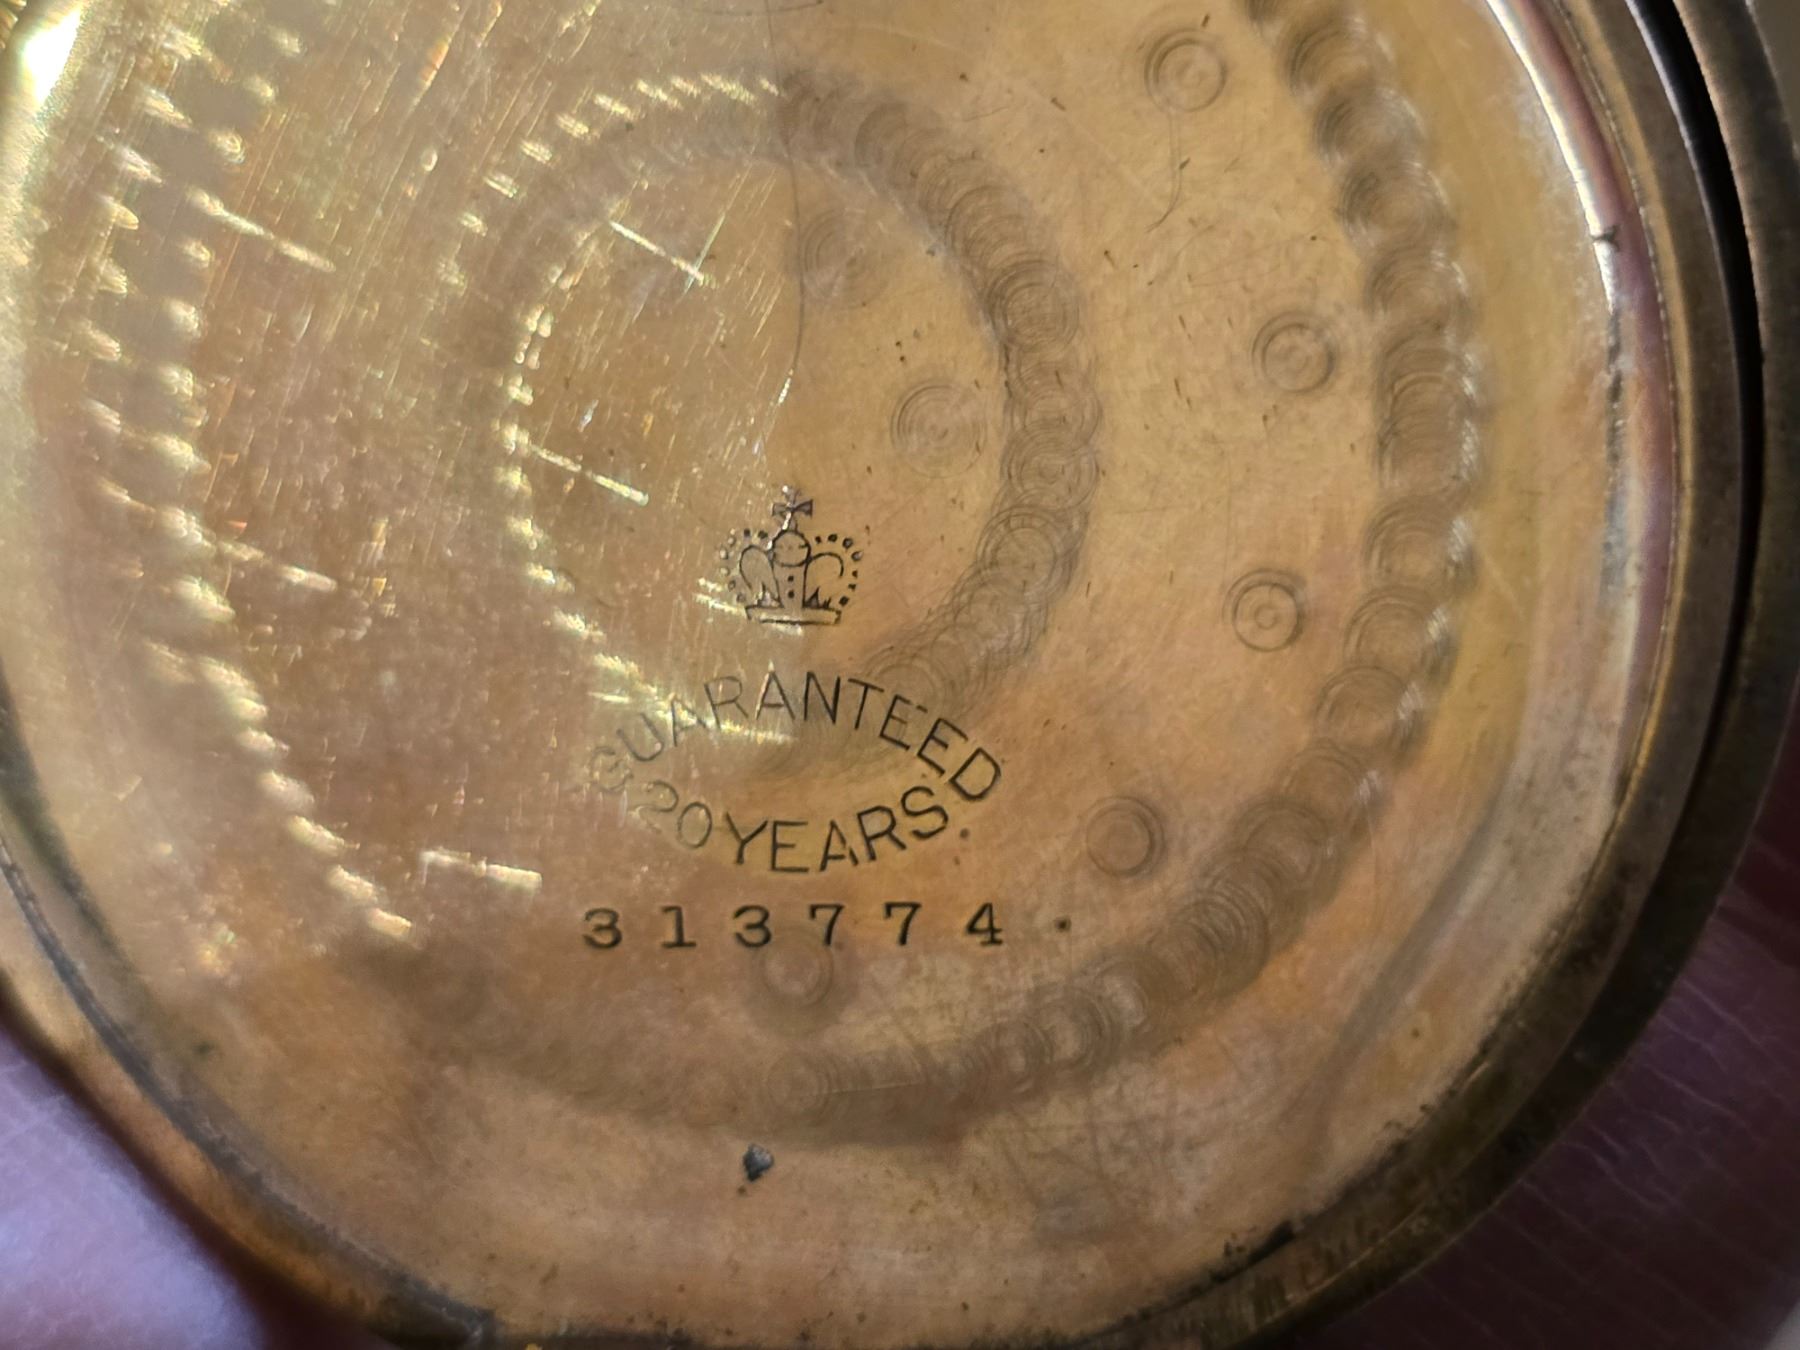 GUARANTEED
20 YEARS.
313774.